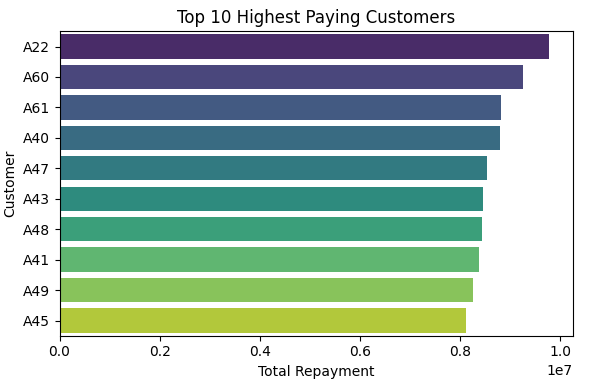 Top 10 Highest Paying Customers
A22
A60
A61
A40
A47
A43
A48
A41
A49
A45
Customer
0.0 0.2 0.4 0.6 0.8 1.0
1e7
Total Repayment